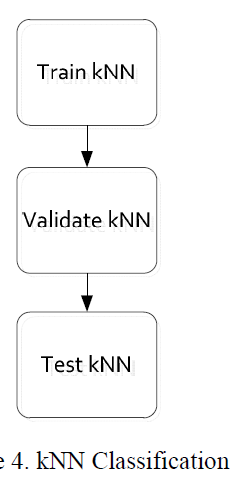 Train kNN
Validate kNN
Test kNN
e 4. kNN Classification